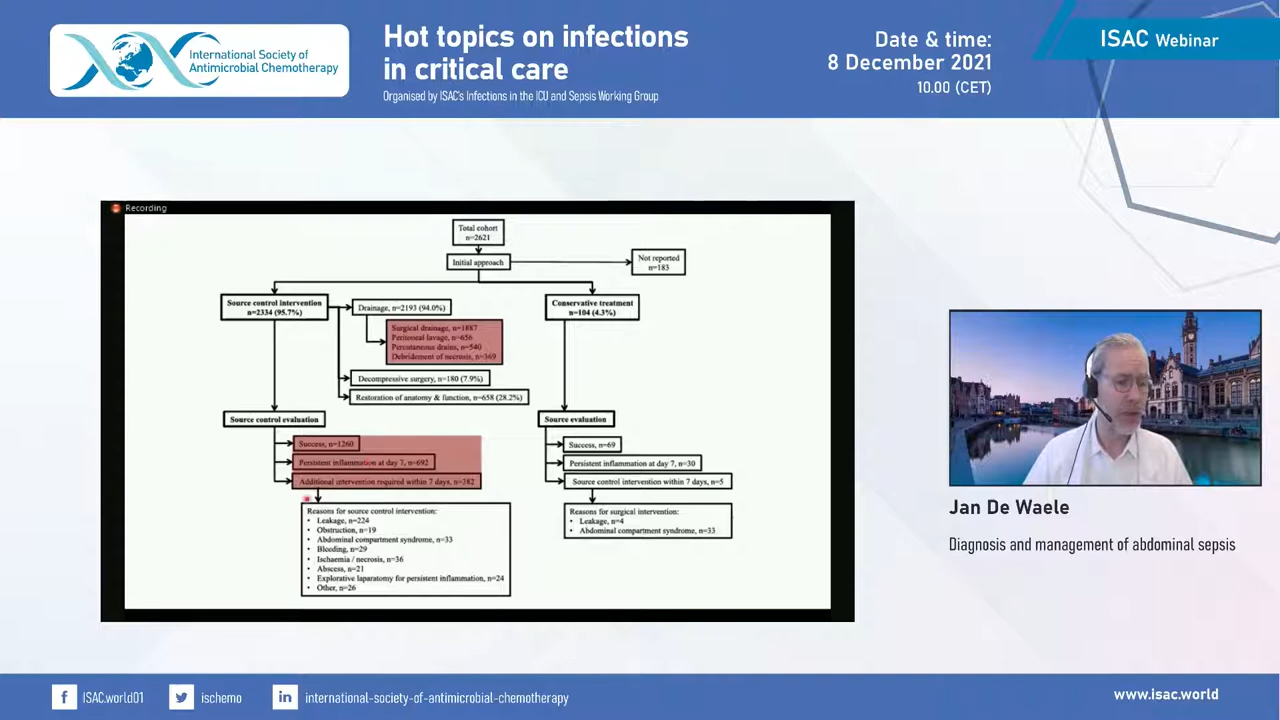 International Society of
Antimicrobial Chemotherapy
Hot topics on infections
in critical care
Organised by ISAC's Infections in the ICU and Sepsis Working Group
Date & time:
8 December 2021
10.00 (CET)
ISAC Webinar
Recording
Total cohort
n=2621
Initial approach
Not reported
n=183
Source control intervention
n=2334 (95.7%)
Drainage, n=2193 (94.0%)
Surgical drainage, n=1887
Peritoneal lavage, n=656
Percutaneous drains, n=540
Debridement of necrosis, n=369
Decompressive surgery, n=180 (7.9%)
Restoration of anatomy & function, n=658 (28.2%)
Conservative treatment
n=104 (4.3%)
Source control evaluation
Success, n=1260
Persistent inflammation at day 7, n=692
Additional intervention required within 7 days, n=382
Reasons for source control intervention:
• Leakage, n=224
• Obstruction, n=19
• Abdominal compartment syndrome, n=33
• Bleeding, n=29
• Ischaemia / necrosis, n=36
• Abscess, n=21
• Explorative laparatomy for persistent inflammation, n=24
• Other, n=26
Source evaluation
Success, n=69
Persistent inflammation at day 7, n=30
Source control intervention within 7 days, n=5
Reasons for surgical intervention:
• Leakage, n=4
• Abdominal compartment syndrome, n=33
Jan De Waele
Diagnosis and management of abdominal sepsis
ISAC.world01
ischemo
international-society-of-antimicrobial-chemotherapy
www.isac.world